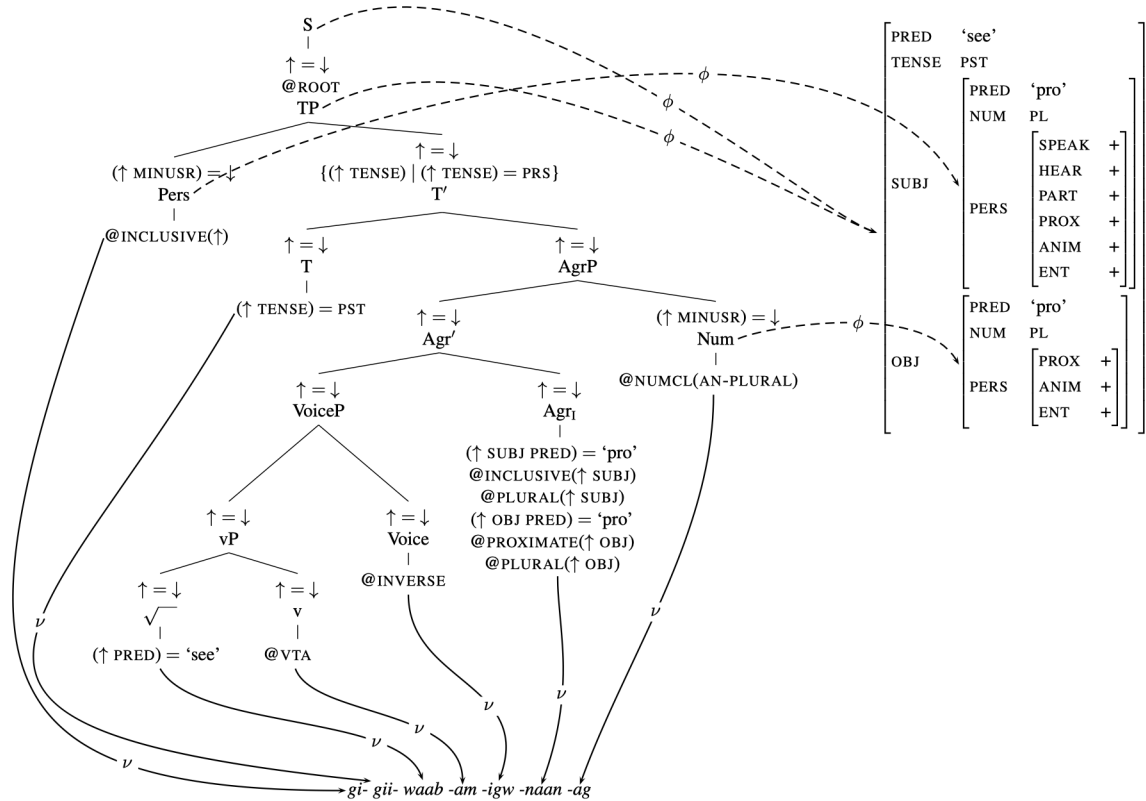 S
↑ = ↓
@ROOT
TP
ϕ
ϕ
ϕ
(↑ MINUSR) = ↓
Pers
@INCLUSIVE(↑)
↑ = ↓
{(↑ TENSE) | (↑ TENSE) = PRS}
T′
↑ = ↓
T
(↑ TENSE) = PST
↑ = ↓
AgrP
↑ = ↓
Agr′
(↑ MINUSR) = ↓
Num
@NUMCL(AN-PLURAL)
ϕ
↑ = ↓
VoiceP
↑ = ↓
Agr_I
(↑ SUBJ PRED) = ‘pro’
@INCLUSIVE(↑ SUBJ)
@PLURAL(↑ SUBJ)
(↑ OBJ PRED) = ‘pro’
@PROXIMATE(↑ OBJ)
@PLURAL(↑ OBJ)
↑ = ↓
vP
↑ = ↓
Voice
@INVERSE
↑ = ↓
√
(↑ PRED) = ‘see’
↑ = ↓
v
@VTA
ν
ν
ν
ν
ν
ν
ν
gi- gii- waab -am -igw -naan -ag
PRED ‘see’
TENSE PST
SUBJ
PRED ‘pro’
NUM PL
PERS
SPEAK +
HEAR +
PART +
PROX +
ANIM +
ENT +
OBJ
PRED ‘pro’
NUM PL
PERS
PROX +
ANIM +
ENT +